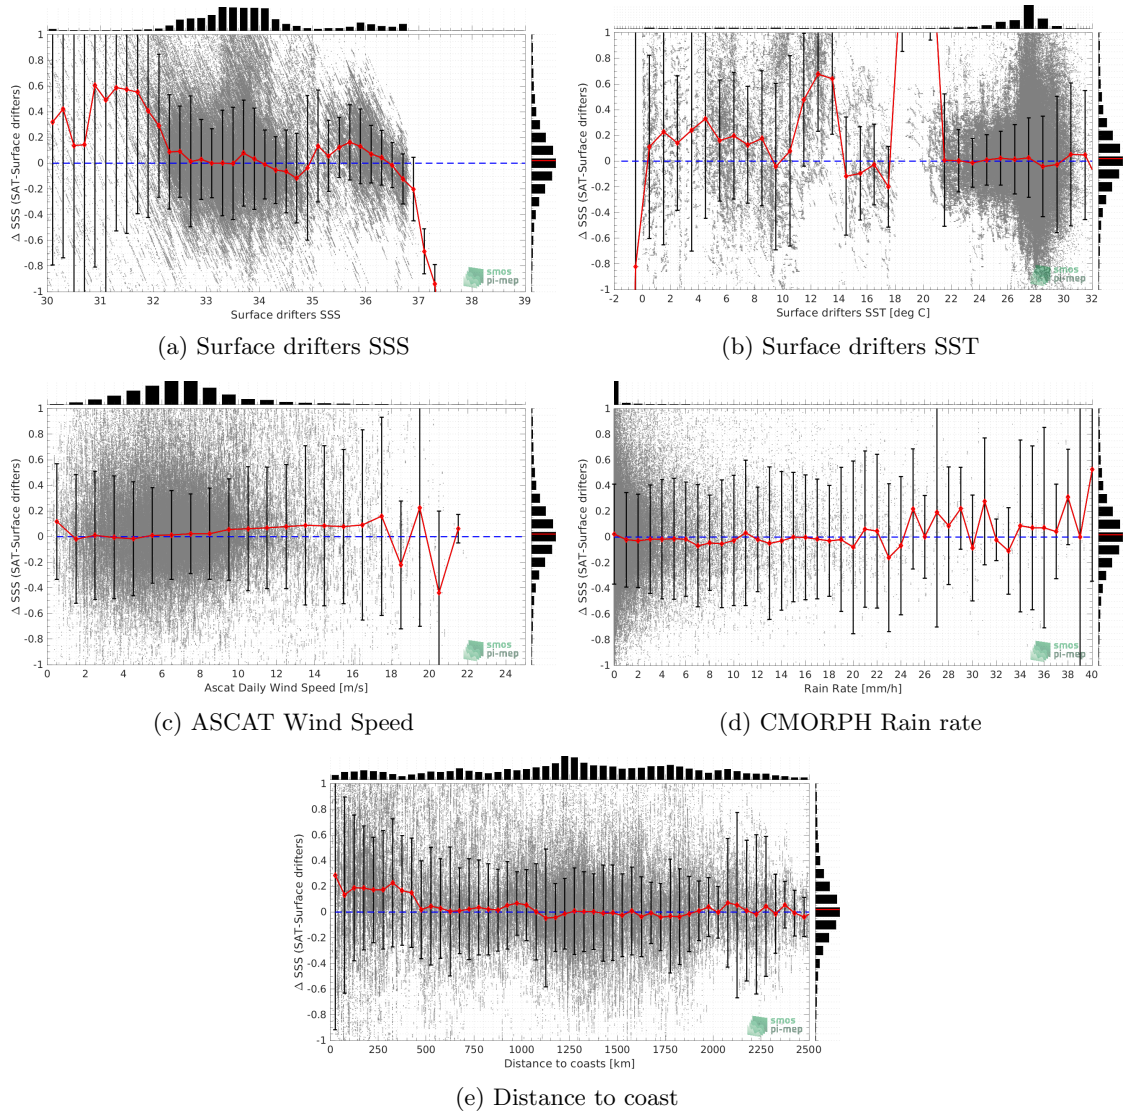 1
0.8
0.6
0.4
0.2
0
-0.2
-0.4
-0.6
-0.8
-1
Δ SSS (SAT-Surface drifters)
30 31 32 33 34 35 36 37 38 39
Surface drifters SSS
smos
pi-mep
(a) Surface drifters SSS
1
0.8
0.6
0.4
0.2
0
-0.2
-0.4
-0.6
-0.8
-1
Δ SSS (SAT-Surface drifters)
-2 0 2 4 6 8 10 12 14 16 18 20 22 24 26 28 30 32
Surface drifters SST [deg C]
smos
pi-mep
(b) Surface drifters SST
1
0.8
0.6
0.4
0.2
0
-0.2
-0.4
-0.6
-0.8
-1
Δ SSS (SAT-Surface drifters)
0 2 4 6 8 10 12 14 16 18 20 22 24
Ascat Daily Wind Speed [m/s]
smos
pi-mep
(c) ASCAT Wind Speed
1
0.8
0.6
0.4
0.2
0
-0.2
-0.4
-0.6
-0.8
-1
Δ SSS (SAT-Surface drifters)
0 2 4 6 8 10 12 14 16 18 20 22 24 26 28 30 32 34 36 38 40
Rain Rate [mm/h]
smos
pi-mep
(d) CMORPH Rain rate
1
0.8
0.6
0.4
0.2
0
-0.2
-0.4
-0.6
-0.8
-1
Δ SSS (SAT-Surface drifters)
0 250 500 750 1000 1250 1500 1750 2000 2250 2500
Distance to coasts [km]
smos
pi-mep
(e) Distance to coast